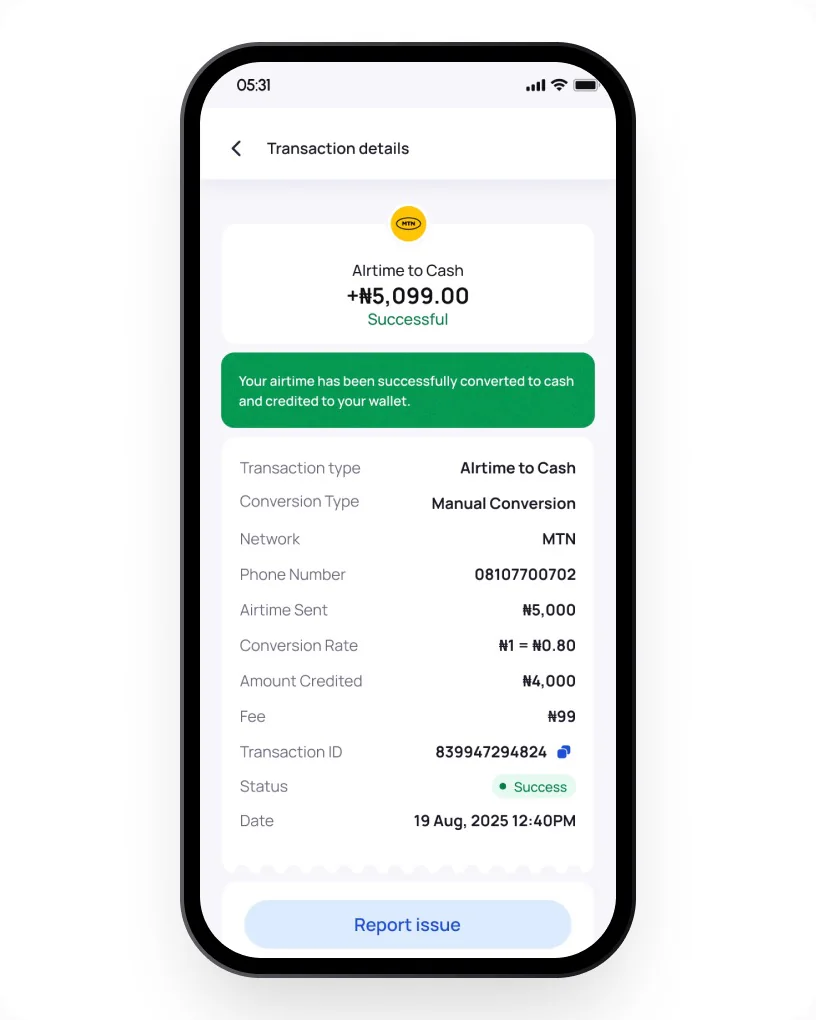 05:31
Transaction details
MTN
AIrtime to Cash
+₦5,099.00
Successful
Your airtime has been successfully converted to cash
and credited to your wallet.
Transaction type AIrtime to Cash
Conversion Type Manual Conversion
Network MTN
Phone Number 08107700702
Airtime Sent ₦5,000
Conversion Rate ₦1 = ₦0.80
Amount Credited ₦4,000
Fee ₦99
Transaction ID 839947294824
Status Success
Date 19 Aug, 2025 12:40PM
Report issue